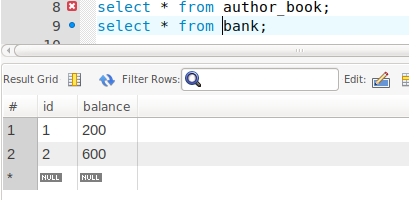 8 select * from author_book;
9 select * from bank;
Result Grid Filter Rows: Edit:
# id balance
1 1 200
2 2 600
* NULL NULL